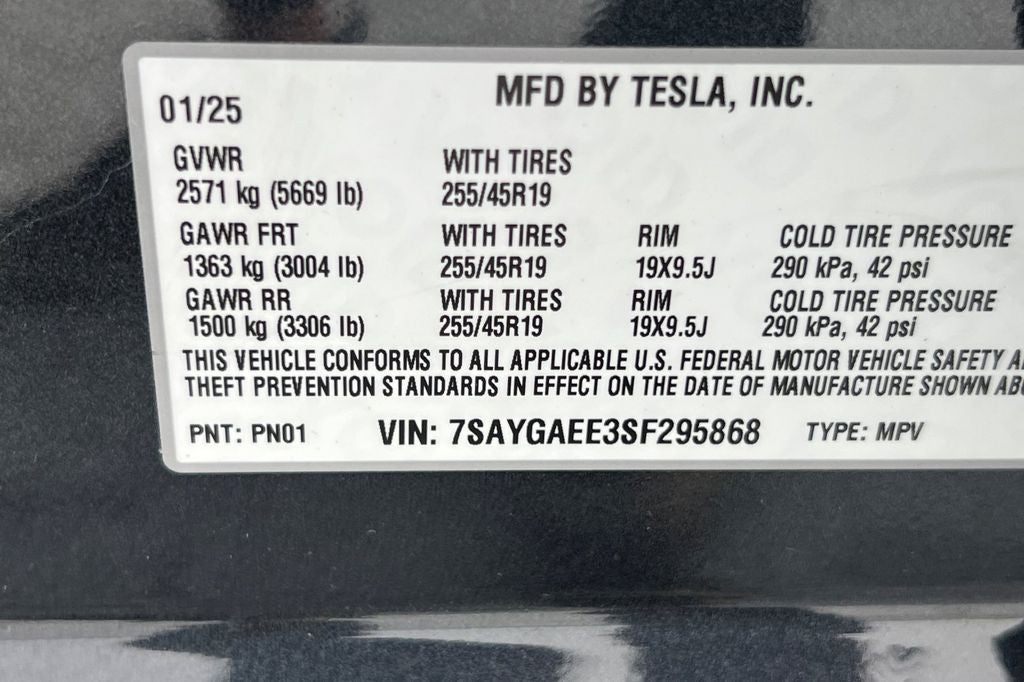 MFD BY TESLA, INC.
01/25
GVWR WITH TIRES
2571 kg (5669 lb) 255/45R19
GAWR FRT WITH TIRES RIM COLD TIRE PRESSURE
1363 kg (3004 lb) 255/45R19 19X9.5J 290 kPa, 42 psi
GAWR RR WITH TIRES RIM COLD TIRE PRESSURE
1500 kg (3306 lb) 255/45R19 19X9.5J 290 kPa, 42 psi
THIS VEHICLE CONFORMS TO ALL APPLICABLE U.S. FEDERAL MOTOR VEHICLE SAFETY
THEFT PREVENTION STANDARDS IN EFFECT ON THE DATE OF MANUFACTURE SHOWN
PNT: PN01 VIN: 7SAYGAEE3SF295868 TYPE: MPV